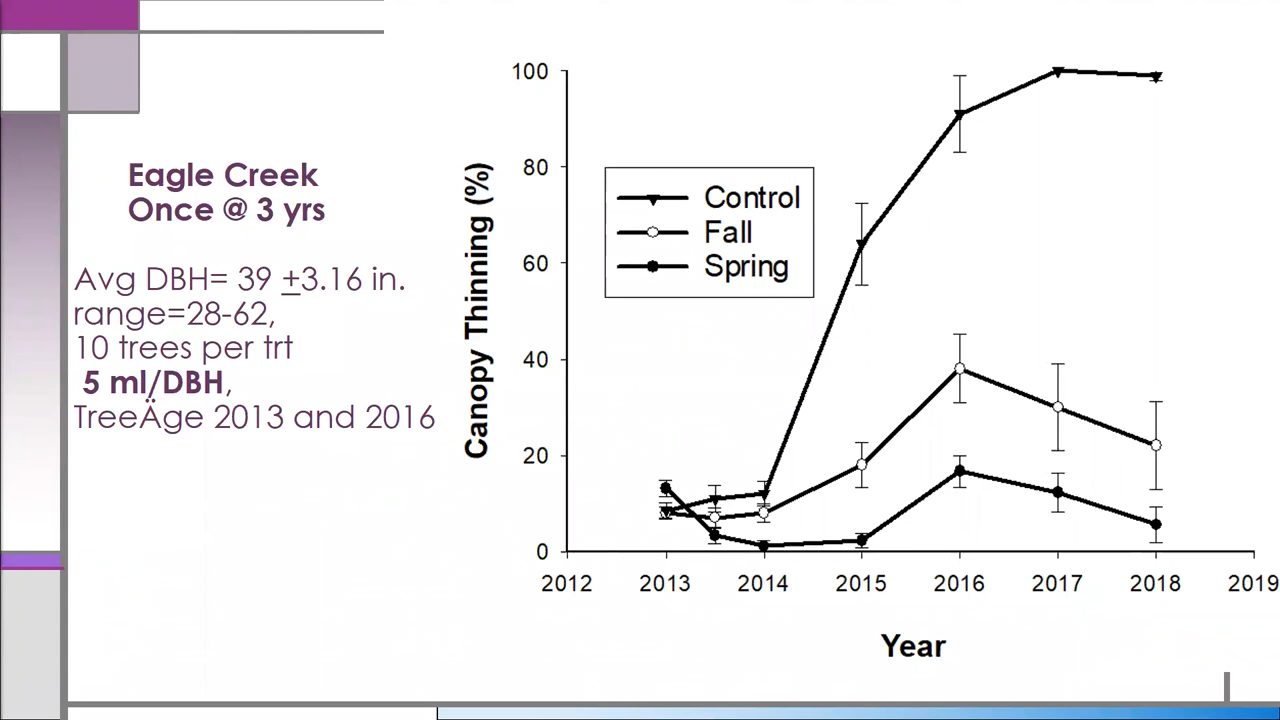 Eagle Creek
Once @ 3 yrs
Avg DBH= 39 +3.16 in.
range=28-62,
10 trees per trt
5 ml/DBH,
TreeÄge 2013 and 2016
Canopy Thinning (%)
100
80
60
40
20
0
Control
Fall
Spring
2012 2013 2014 2015 2016 2017 2018 2019
Year